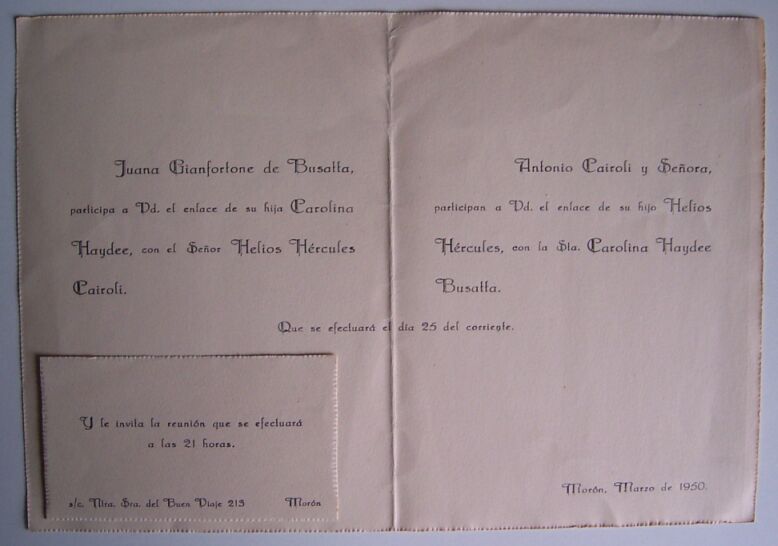 Juana Gianfortone de Busatta,
participa a Vd. el enlace de su hija Carolina
Haydee, con el Señor Helios Hércules
Cairoli.
Antonio Cairoli y Señora,
participan a Vd. el enlace de su hijo Helios
Hércules, con la Sta. Carolina Haydee
Busatta.
Que se efectuará el día 25 del corriente.
Y le invita la reunión que se efectuará
a las 21 horas.
s/c. Ntra. Sra. del Buen Viaje 213 Morón
Morón, Marzo de 1950.